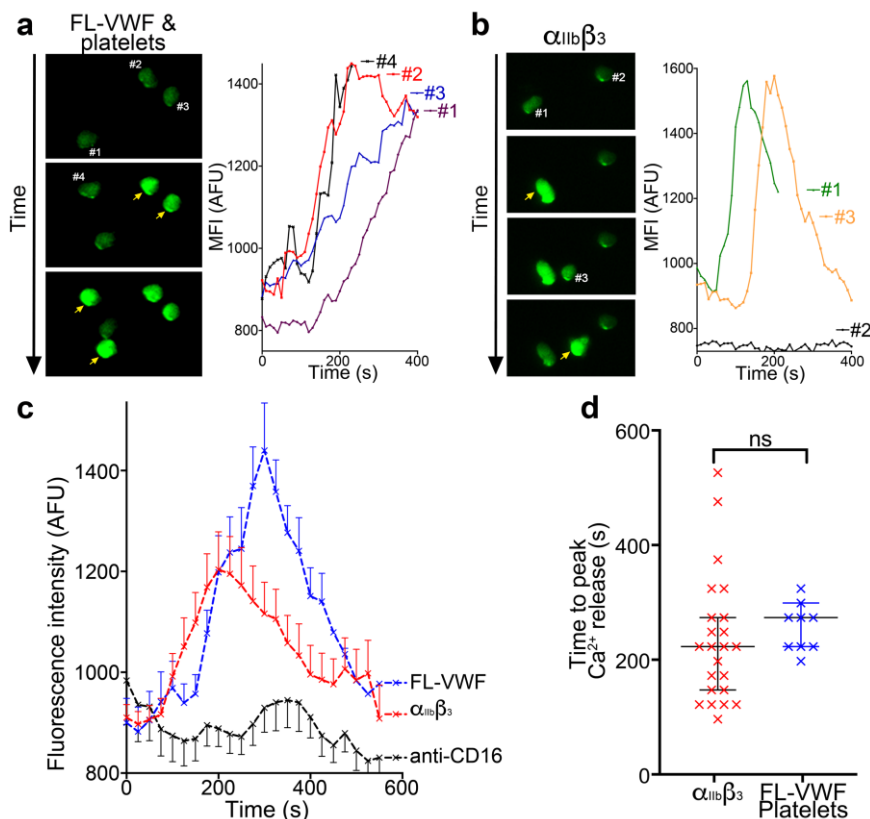 a
FL-VWF &
platelets
Time
#2
#3
#1
#4
MFI (AFU)
1400
1200
1000
800
0
200
400
Time (s)
#4
#2
#3
#1
b
αIIbβ3
Time
#2
#1
#3
MFI (AFU)
1600
1400
1200
1000
800
0
200
400
Time (s)
#1
#3
#2
c
Fluorescence intensity (AFU)
1400
1200
1000
800
0
200
400
600
Time (s)
FL-VWF
αIIbβ3
anti-CD16
d
ns
Time to peak
Ca²⁺ release (s)
600
400
200
0
αIIbβ3
FL-VWF
Platelets